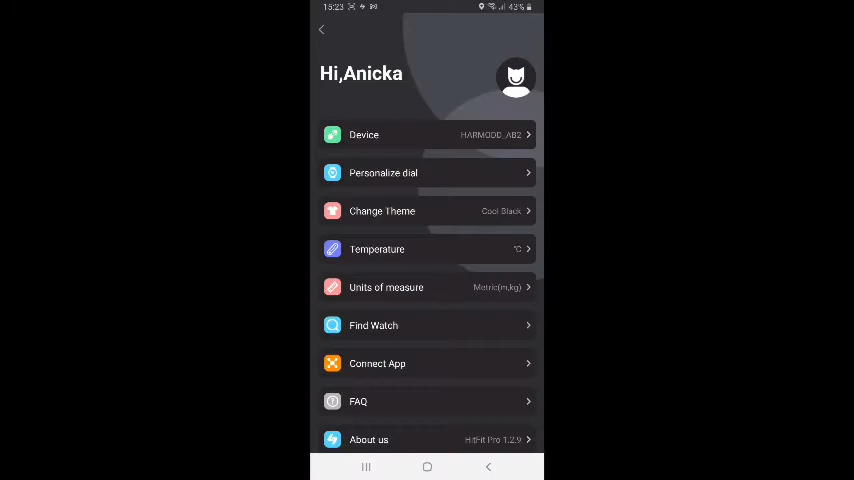 15:23 43%
Hi,Anicka
Device HARMODD_AB2
Personalize dial
Change Theme Cool Black
Temperature °C
Units of measure Metric(m,kg)
Find Watch
Connect App
FAQ
About us HitFit Pro 1.2.9